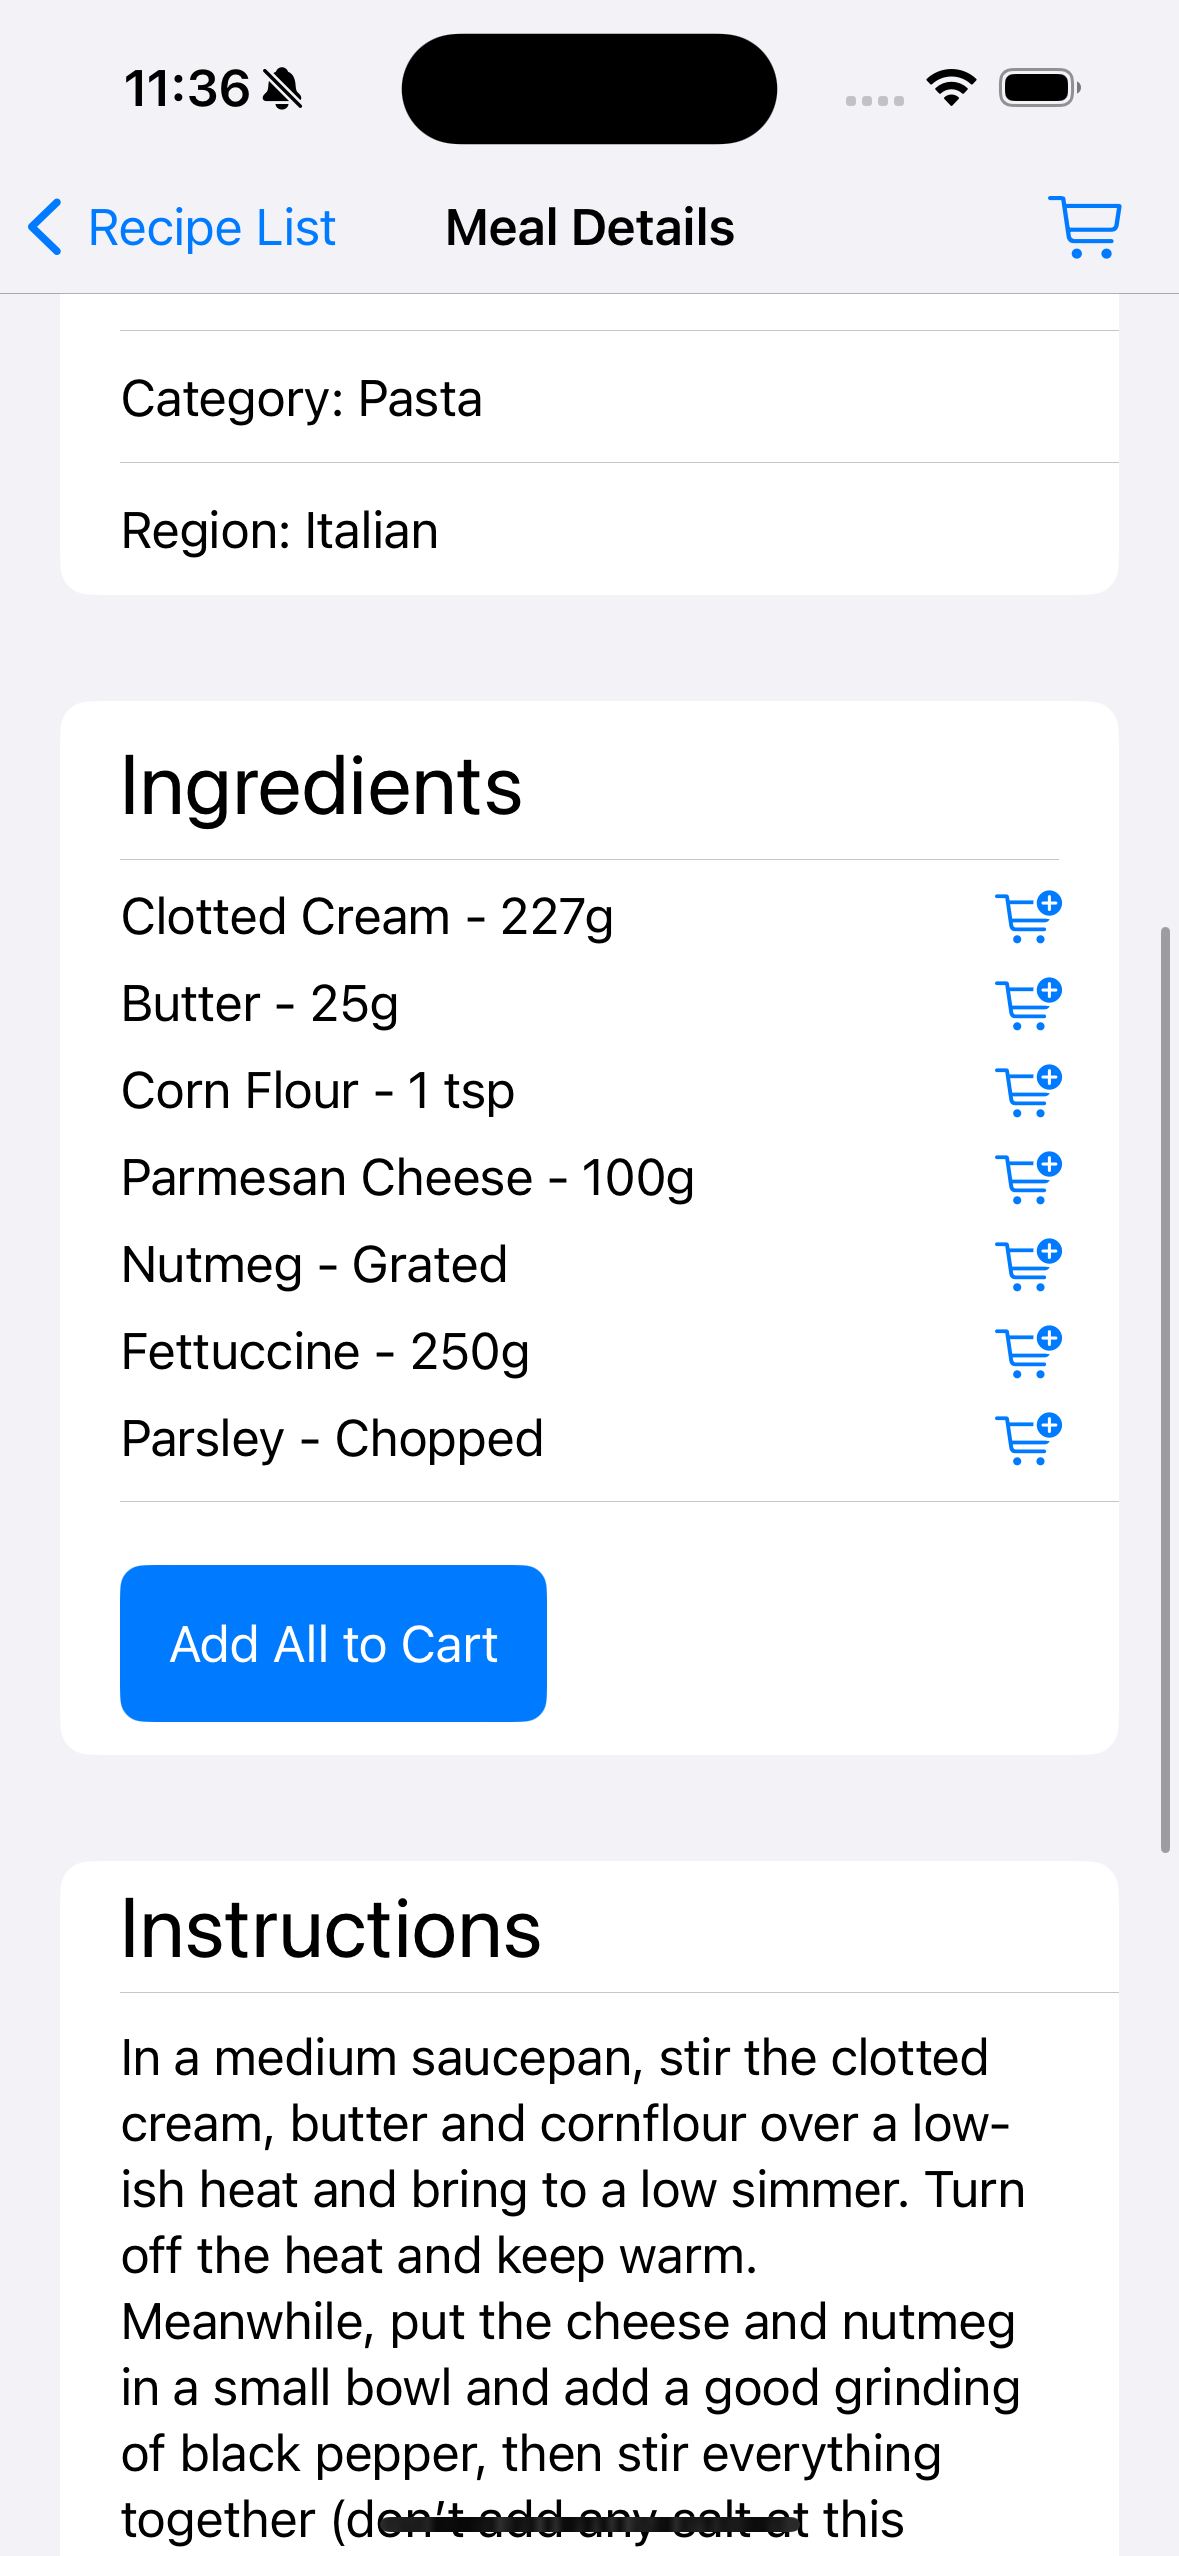 11:36
Recipe List
Meal Details
Category: Pasta
Region: Italian
Ingredients
Clotted Cream - 227g
Butter - 25g
Corn Flour - 1 tsp
Parmesan Cheese - 100g
Nutmeg - Grated
Fettuccine - 250g
Parsley - Chopped
Add All to Cart
Instructions
In a medium saucepan, stir the clotted
cream, butter and cornflour over a low-
ish heat and bring to a low simmer. Turn
off the heat and keep warm.
Meanwhile, put the cheese and nutmeg
in a small bowl and add a good grinding
of black pepper, then stir everything
together (don’t add any salt at this